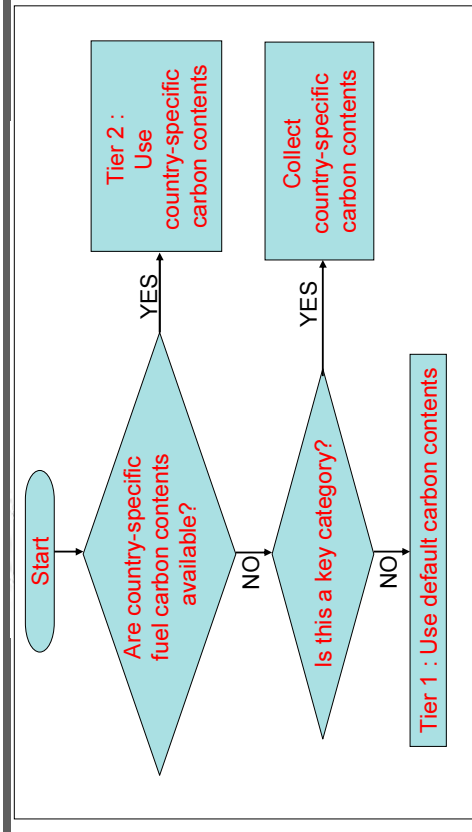 Start
Are country-specific
fuel carbon contents
available?
YES
Tier 2 :
Use
country-specific
carbon contents
NO
Is this a key category?
YES
Collect
country-specific
carbon contents
NO
Tier 1 : Use default carbon contents